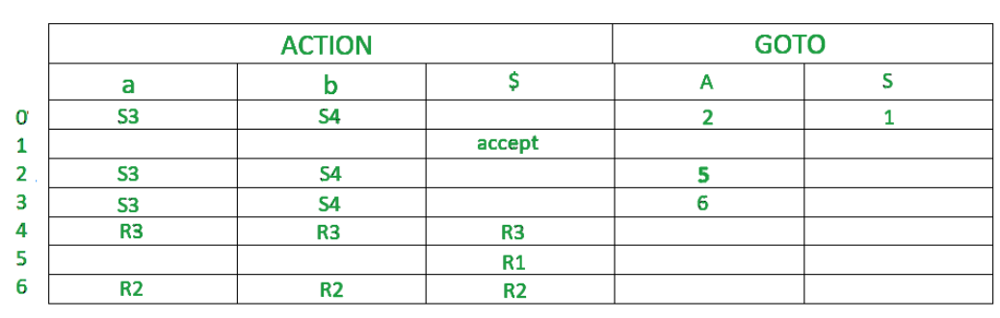 ACTION GOTO
a b $ A S
0 S3 S4 2 1
1 accept
2 S3 S4 5
3 S3 S4 6
4 R3 R3 R3
5 R1
6 R2 R2 R2